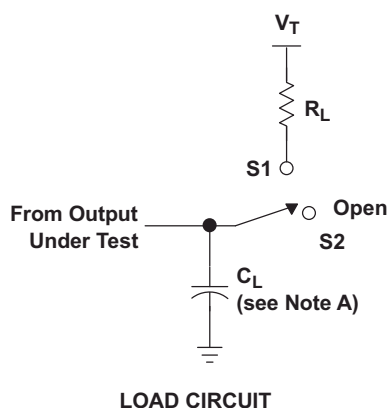 V_T
R_L
S1
Open
S2
From Output
Under Test
C_L
(see Note A)
LOAD CIRCUIT